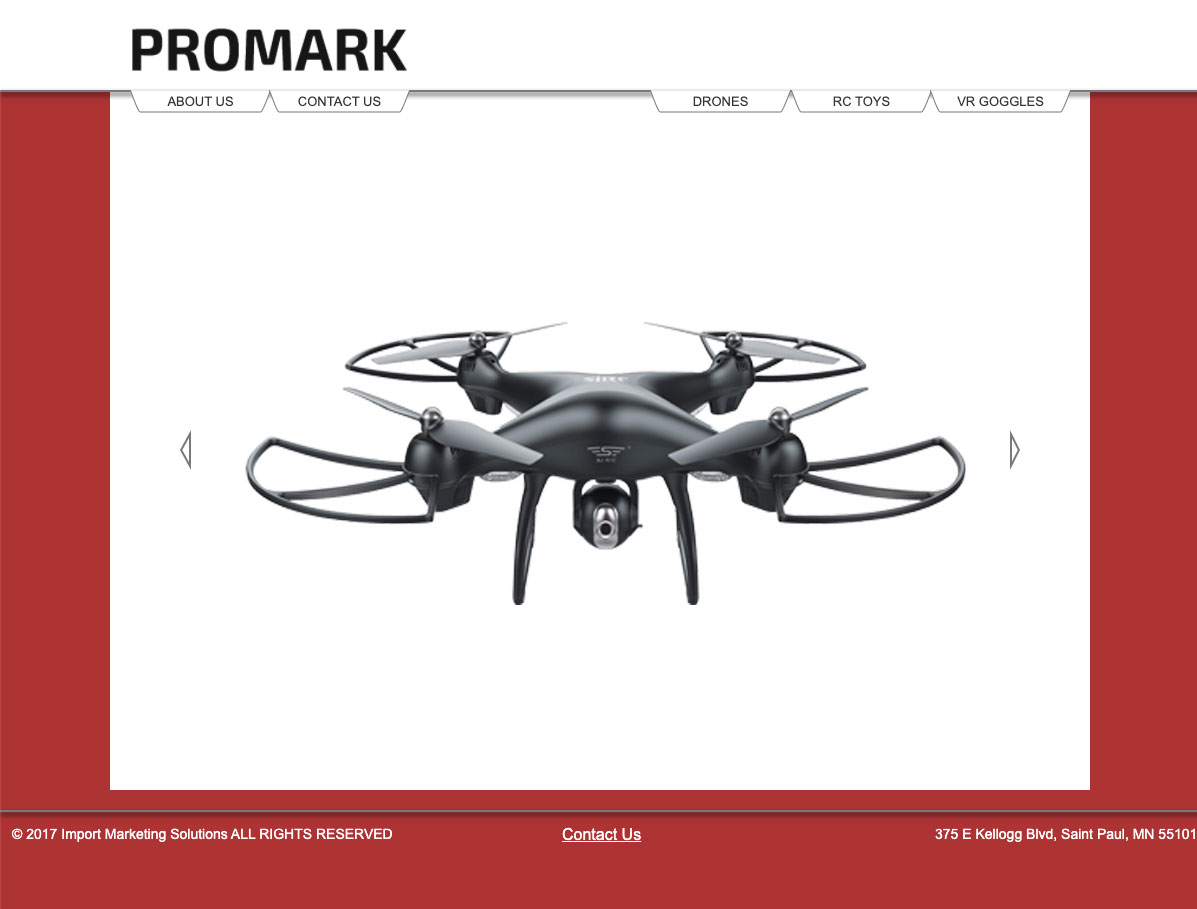 PROMARK
ABOUT US CONTACT US DRONES RC TOYS VR GOGGLES
© 2017 Import Marketing Solutions ALL RIGHTS RESERVED Contact Us 375 E Kellogg Blvd, Saint Paul, MN 55101